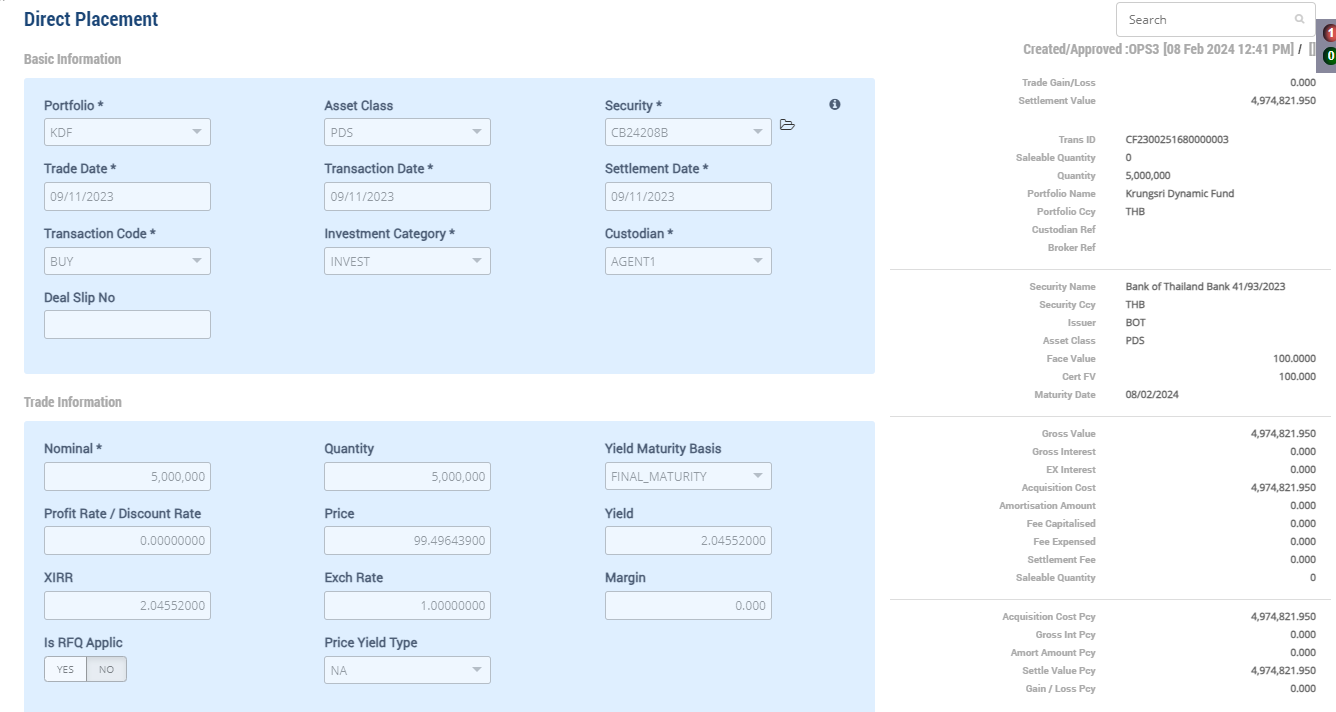 Direct Placement
Search
1
0
Created/Approved :OPS3 [08 Feb 2024 12:41 PM] / []
Basic Information
Portfolio *
Asset Class
Security *
KDF
PDS
CB24208B
Trade Date *
Transaction Date *
Settlement Date *
09/11/2023
09/11/2023
09/11/2023
Transaction Code *
Investment Category *
Custodian *
BUY
INVEST
AGENT1
Deal Slip No
Trade Information
Nominal *
Quantity
Yield Maturity Basis
5,000,000
5,000,000
FINAL_MATURITY
Profit Rate / Discount Rate
Price
Yield
0.00000000
99.49643900
2.04552000
XIRR
Exch Rate
Margin
2.04552000
1.00000000
0.000
Is RFQ Applic
Price Yield Type
YES NO
NA
Trade Gain/Loss 0.000
Settlement Value 4,974,821.950
Trans ID CF2300251680000003
Saleable Quantity 0
Quantity 5,000,000
Portfolio Name Krungsri Dynamic Fund
Portfolio Ccy THB
Custodian Ref
Broker Ref
Security Name Bank of Thailand Bank 41/93/2023
Security Ccy THB
Issuer BOT
Asset Class PDS
Face Value 100.0000
Cert FV 100.000
Maturity Date 08/02/2024
Gross Value 4,974,821.950
Gross Interest 0.000
EX Interest 0.000
Acquisition Cost 4,974,821.950
Amortisation Amount 0.000
Fee Capitalised 0.000
Fee Expensed 0.000
Settlement Fee 0.000
Saleable Quantity 0
Acquisition Cost Pcy 4,974,821.950
Gross Int Pcy 0.000
Amort Amount Pcy 0.000
Settle Value Pcy 4,974,821.950
Gain / Loss Pcy 0.000